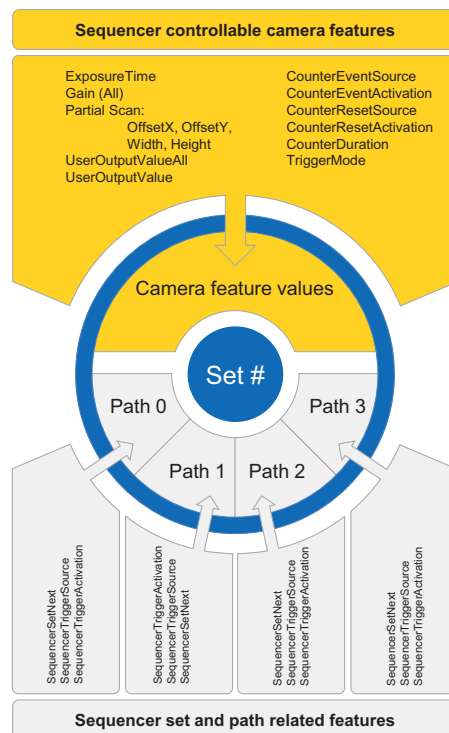 Sequencer controllable camera features
ExposureTime
Gain (All)
Partial Scan:
OffsetX, OffsetY,
Width, Height
UserOutputValueAll
UserOutputValue
CounterEventSource
CounterEventActivation
CounterResetSource
CounterResetActivation
CounterDuration
TriggerMode
Camera feature values
Set #
Path 0
Path 1
Path 2
Path 3
SequencerSetNext
SequencerTriggerSource
SequencerTriggerActivation
SequencerTriggerActivation
SequencerTriggerSource
SequencerSetNext
SequencerSetNext
SequencerTriggerSource
SequencerTriggerActivation
SequencerSetNext
SequencerTriggerSource
SequencerTriggerActivation
Sequencer set and path related features